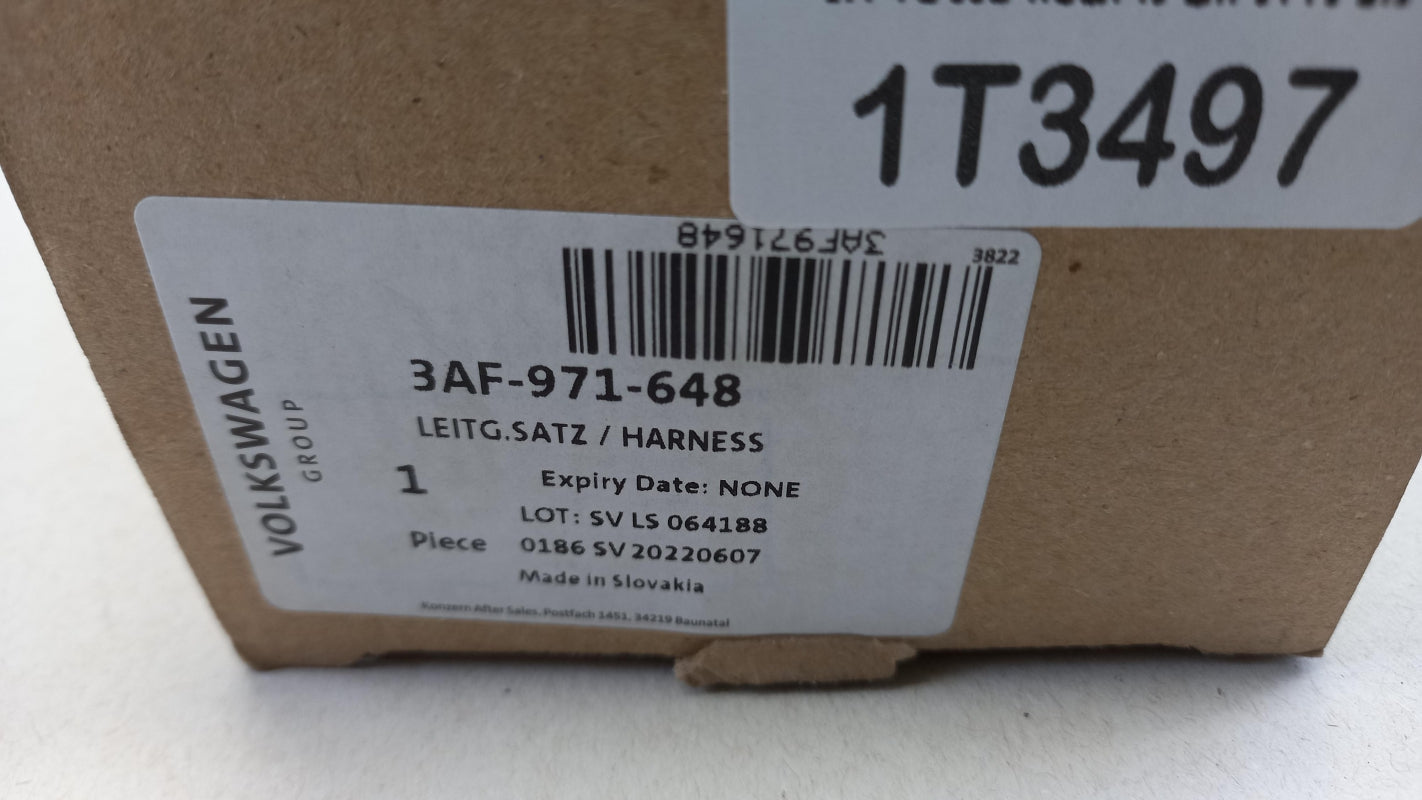 1T3497
3AF971648
3822
VOLKSWAGEN
GROUP
3AF-971-648
LEITG.SATZ / HARNESS
1 Expiry Date: NONE
LOT: SV LS 064188
Piece 0186 SV 20220607
Made in Slovakia
Konzern After Sales, Postfach 1451, 34219 Baunatal